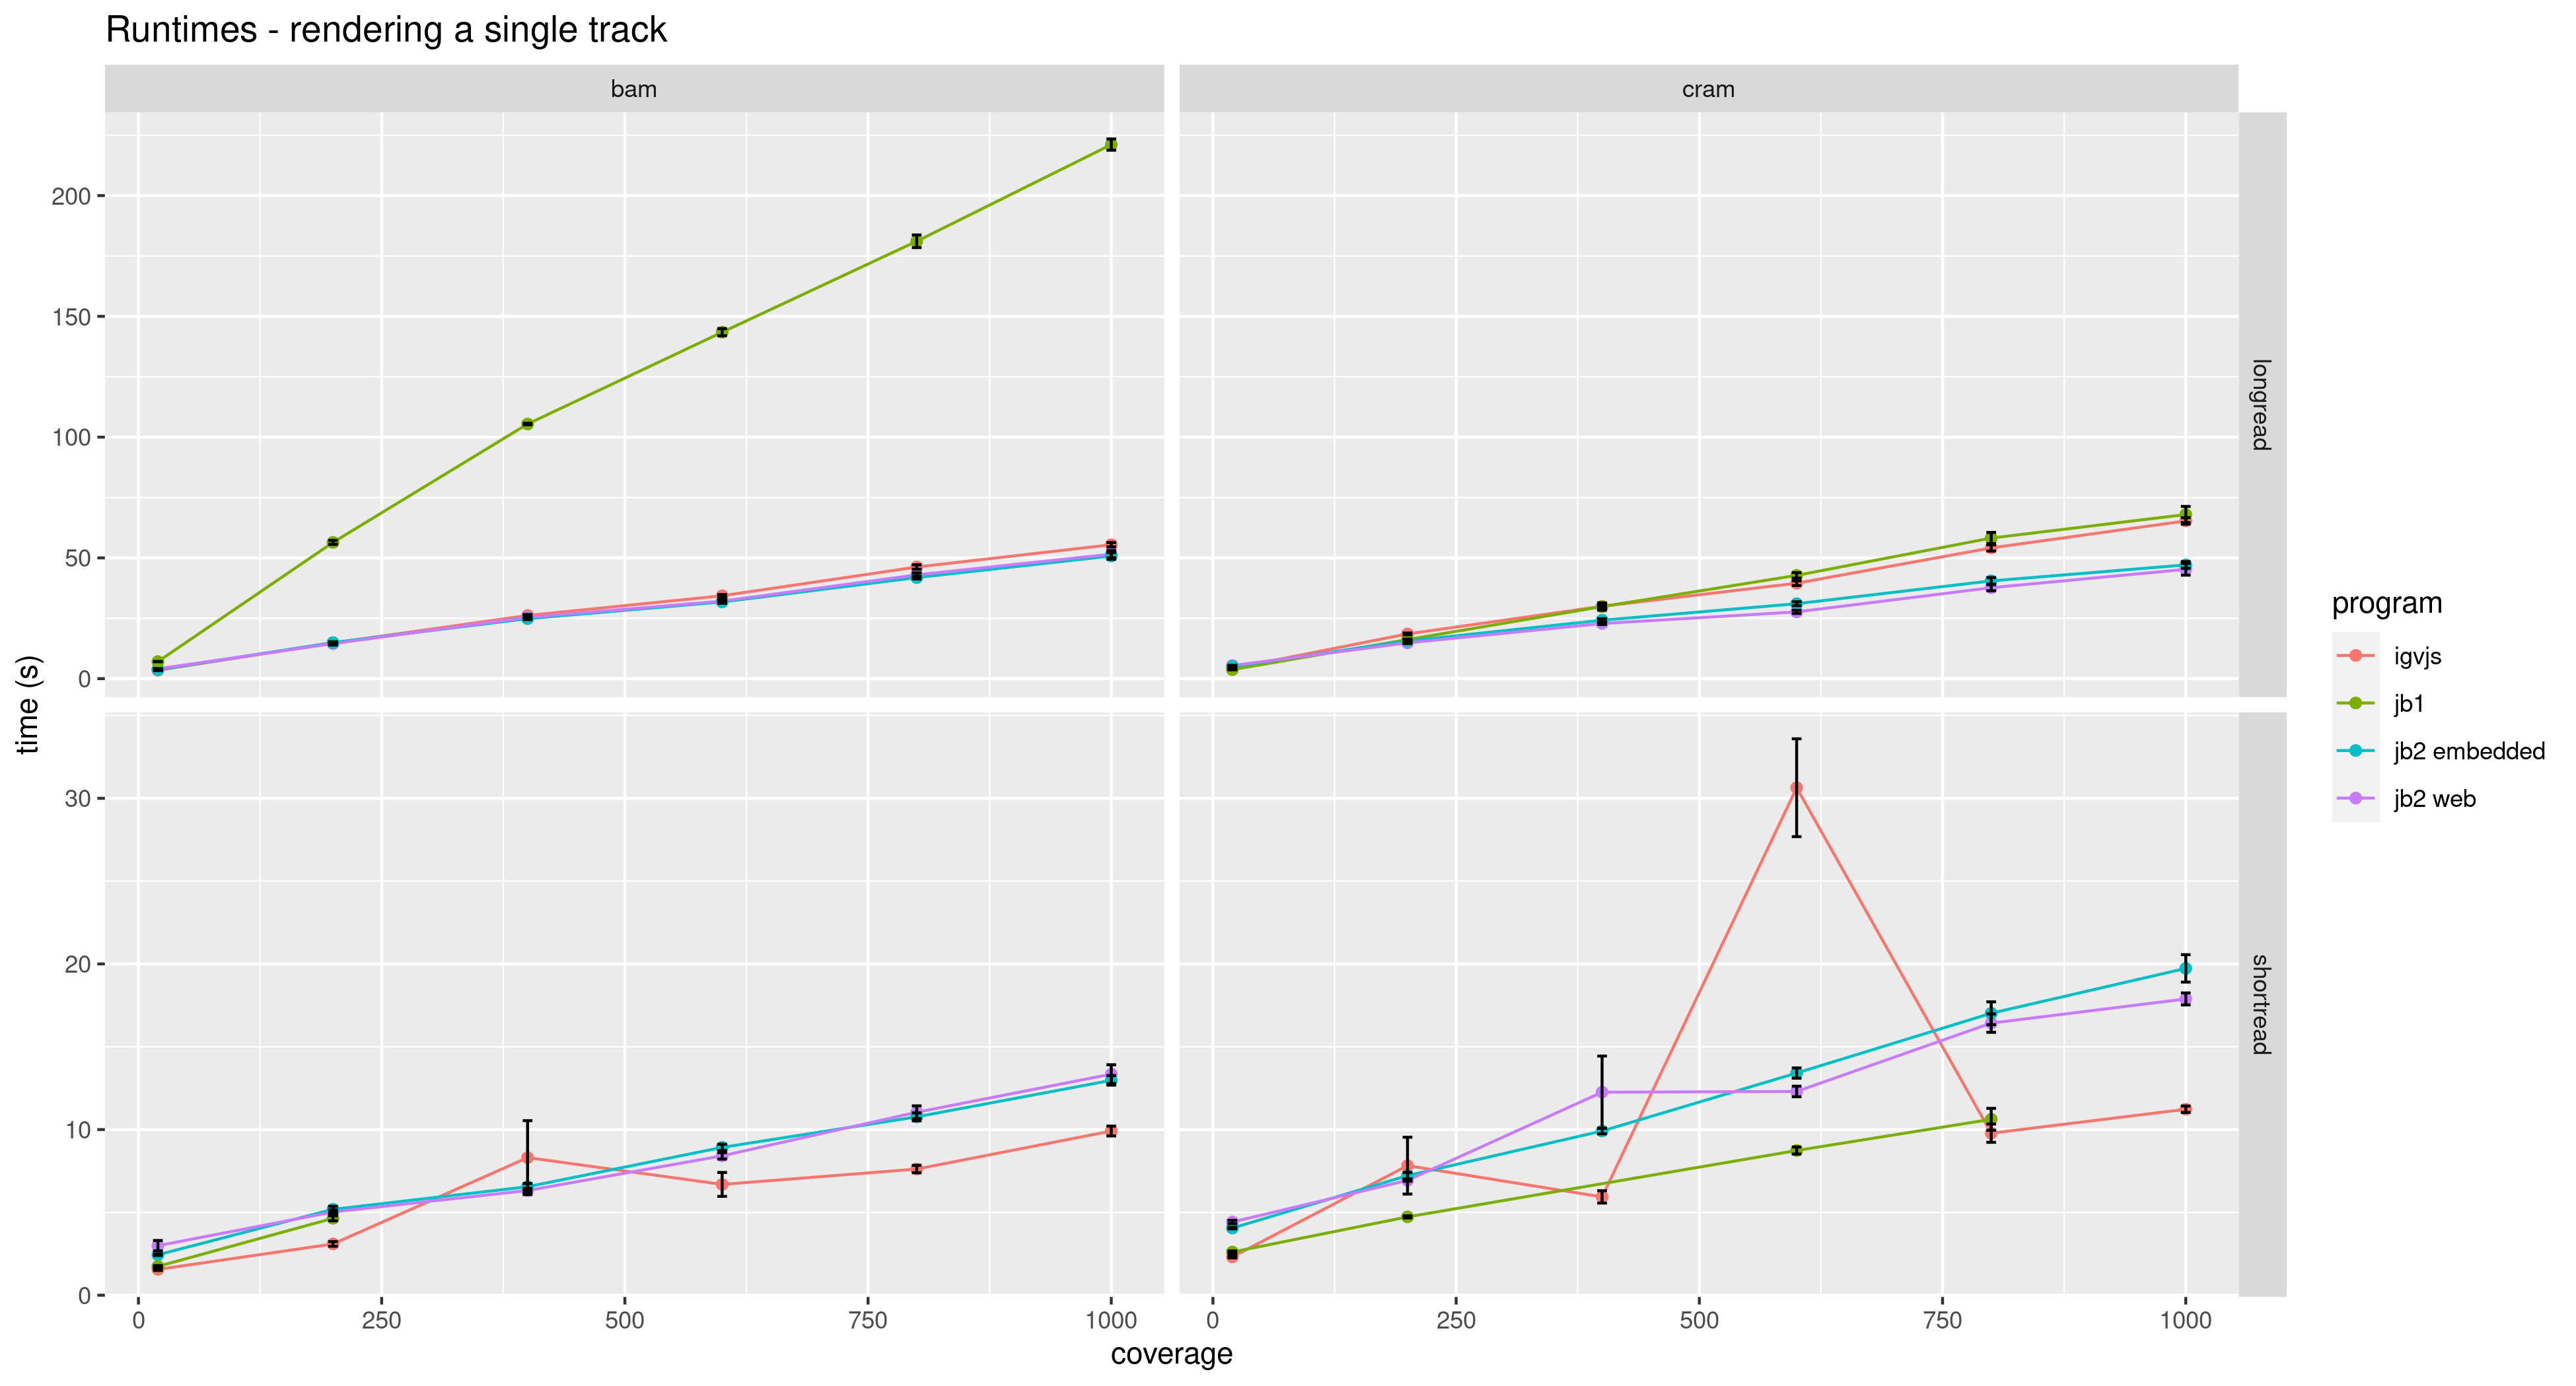 Runtimes - rendering a single track
bam
cram
200
150
100
50
0
longread
30
20
10
0
shortread
time (s)
0 250 500 750 1000
0 250 500 750 1000
coverage
program
igvjs
jb1
jb2 embedded
jb2 web